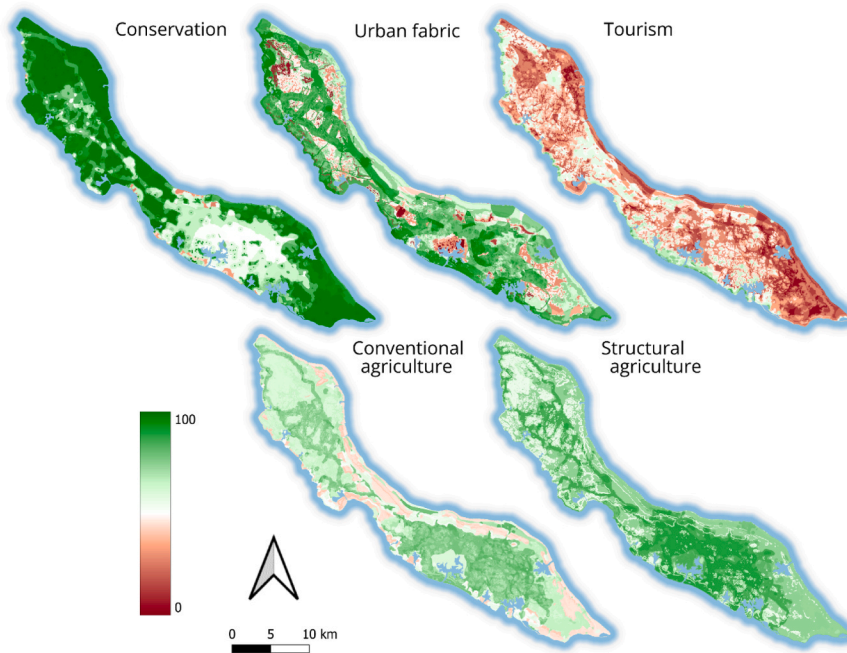 Conservation
Urban fabric
Tourism
Conventional
agriculture
Structural
agriculture
100
0
0 5 10 km